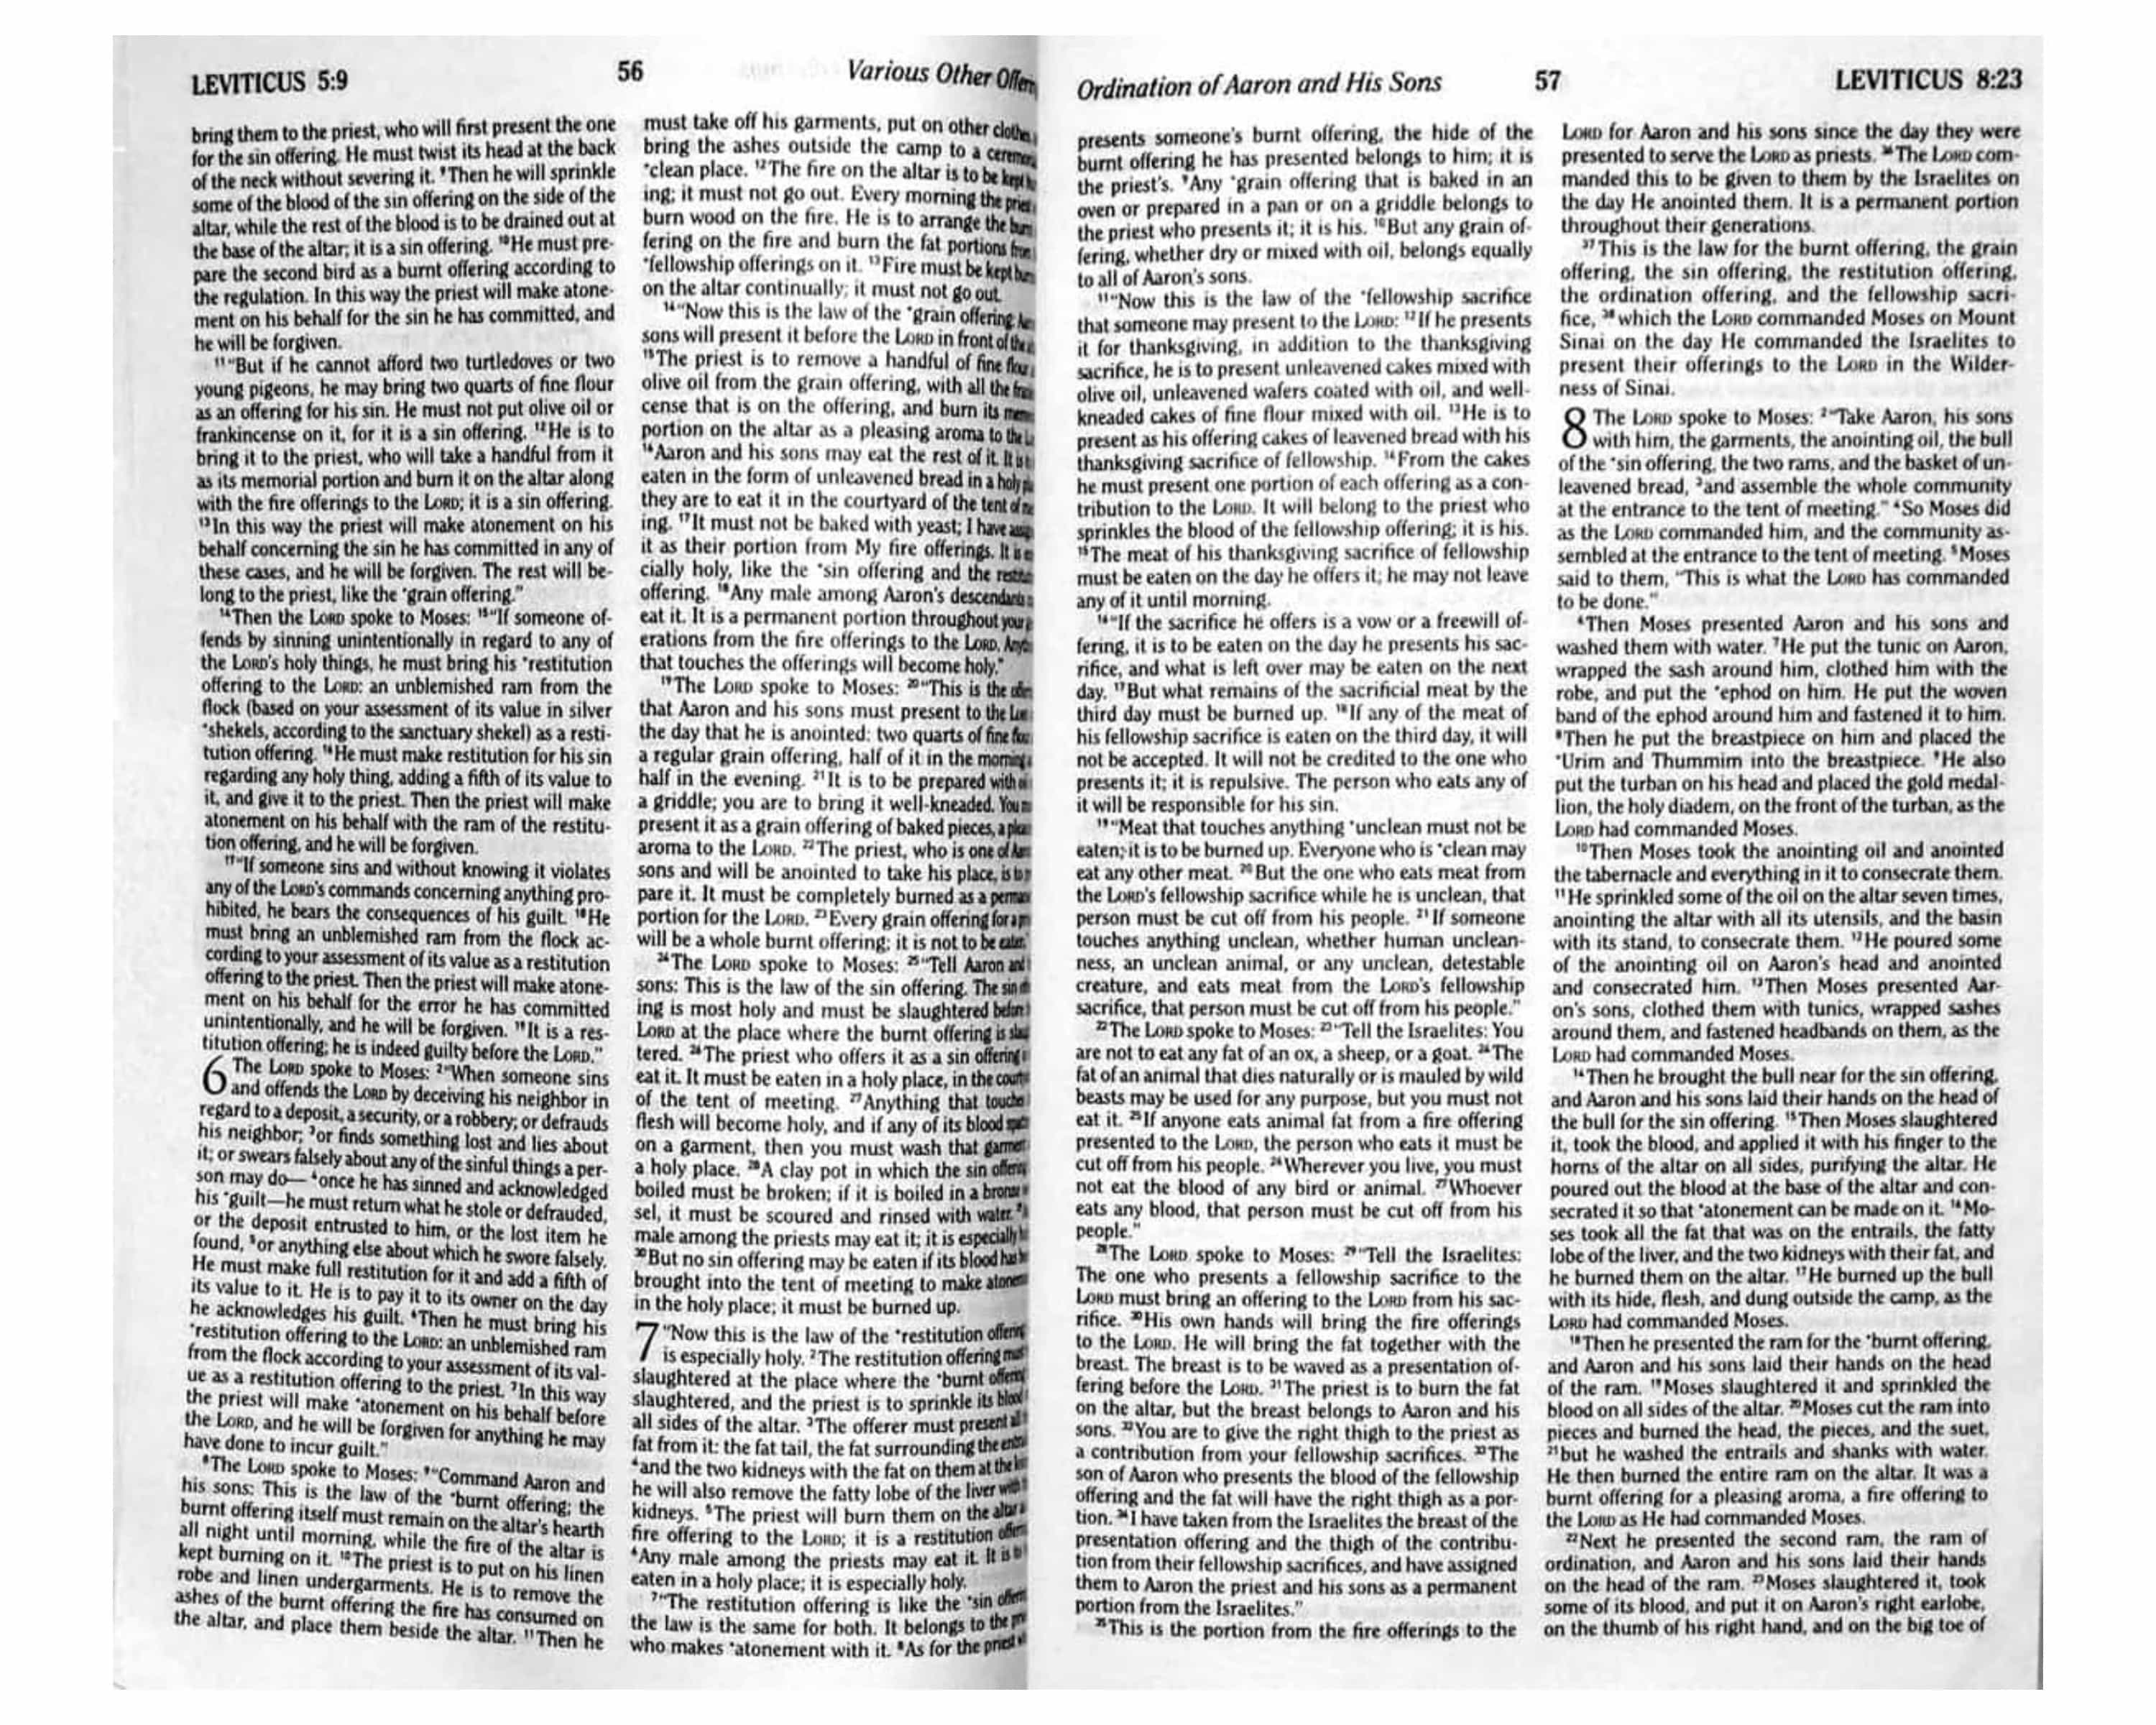 LEVITICUS 5:9
56
Various Other
bring them to the priest, who will first present the one
for the sin offering. He must twist its head at the back
of the neck without severing it. ⁹Then he will sprinkle
some of the blood of the sin offering on the side of the
altar, while the rest of the blood is to be drained out at
the base of the altar; it is a sin offering. ¹⁰He must pre-
pare the second bird as a burnt offering according to
the regulation. In this way the priest will make atone-
ment on his behalf for the sin he has committed, and
he will be forgiven.
¹¹"But if he cannot afford two turtledoves or two
young pigeons, he may bring two quarts of fine flour
as an offering for his sin. He must not put olive oil or
frankincense on it, for it is a sin offering. ¹²He is to
bring it to the priest, who will take a handful from it
as its memorial portion and burn it on the altar along
with the fire offerings to the LORD; it is a sin offering.
¹³In this way the priest will make atonement on his
behalf concerning the sin he has committed in any of
these cases, and he will be forgiven. The rest will be-
long to the priest, like the *grain offering."
¹⁴Then the LORD spoke to Moses: ¹⁵"If someone of-
fends by sinning unintentionally in regard to any of
the LORD's holy things, he must bring his *restitution
offering to the LORD: an unblemished ram from the
flock (based on your assessment of its value in silver
*shekels, according to the sanctuary shekel) as a resti-
tution offering. ¹⁶He must make restitution for his sin
regarding any holy thing, adding a fifth of its value to
it, and give it to the priest. Then the priest will make
atonement on his behalf with the ram of the restitu-
tion offering, and he will be forgiven.
¹⁷"If someone sins and without knowing it violates
any of the LORD's commands concerning anything pro-
hibited, he bears the consequences of his guilt. ¹⁸He
must bring an unblemished ram from the flock ac-
cording to your assessment of its value as a restitution
offering to the priest. Then the priest will make atone-
ment on his behalf for the error he has committed
unintentionally, and he will be forgiven. ¹⁹It is a res-
titution offering; he is indeed guilty before the LORD."
6 The LORD spoke to Moses: ²"When someone sins
and offends the LORD by deceiving his neighbor in
regard to a deposit, a security, or a robbery; or defrauds
his neighbor; ³or finds something lost and lies about
it; or swears falsely about any of the sinful things a per-
son may do— ⁴once he has sinned and acknowledged
his *guilt—he must return what he stole or defrauded,
or the deposit entrusted to him, or the lost item he
found, ⁵or anything else about which he swore falsely.
He must make full restitution for it and add a fifth of
its value to it. He is to pay it to its owner on the day
he acknowledges his guilt. ⁶Then he must bring his
*restitution offering to the LORD: an unblemished ram
from the flock according to your assessment of its val-
ue as a restitution offering to the priest. ⁷In this way
the priest will make *atonement on his behalf before
the LORD, and he will be forgiven for anything he may
have done to incur guilt."
⁸The LORD spoke to Moses: ⁹"Command Aaron and
his sons: This is the law of the *burnt offering; the
burnt offering itself must remain on the altar's hearth
all night until morning, while the fire of the altar is
kept burning on it. ¹⁰The priest is to put on his linen
robe and linen undergarments. He is to remove the
ashes of the burnt offering the fire has consumed on
the altar, and place them beside the altar. ¹¹Then he
must take off his garments, put on other
bring the ashes outside the camp to a
*clean place. ¹²The fire on the altar is to be kept
ing; it must not go out. Every morning the
burn wood on the fire. He is to arrange the
fering on the fire and burn the fat portions
*fellowship offerings on it. ¹³Fire must be kept
on the altar continually; it must not go out.
¹⁴"Now this is the law of the *grain offering:
sons will present it before the LORD in front of the
¹⁵The priest is to remove a handful of fine
olive oil from the grain offering, with all the
cense that is on the offering, and burn its
portion on the altar as a pleasing aroma to the
¹⁶Aaron and his sons may eat the rest of it. It is
eaten in the form of unleavened bread in a holy
they are to eat it in the courtyard of the tent of
ing. ¹⁷It must not be baked with yeast; I have
it as their portion from My fire offerings. It is
cially holy, like the *sin offering and the
offering. ¹⁸Any male among Aaron's descendants
eat it. It is a permanent portion throughout your
erations from the fire offerings to the LORD.
that touches the offerings will become holy."
¹⁹The LORD spoke to Moses: ²⁰"This is the
that Aaron and his sons must present to the
the day that he is anointed: two quarts of fine
a regular grain offering, half of it in the morning
half in the evening. ²¹It is to be prepared with
a griddle; you are to bring it well-kneaded. You
present it as a grain offering of baked pieces, a
aroma to the LORD. ²²The priest, who is one of
sons and will be anointed to take his place, is to
pare it. It must be completely burned as a
portion for the LORD. ²³Every grain offering for a
will be a whole burnt offering; it is not to be eaten."
²⁴The LORD spoke to Moses: ²⁵"Tell Aaron and
sons: This is the law of the sin offering. The sin
ing is most holy and must be slaughtered before
LORD at the place where the burnt offering is
tered. ²⁶The priest who offers it as a sin offering
eat it. It must be eaten in a holy place, in the
of the tent of meeting. ²⁷Anything that
flesh will become holy, and if any of its blood
on a garment, then you must wash that
a holy place. ²⁸A clay pot in which the sin
boiled must be broken; if it is boiled in a bronze
sel, it must be scoured and rinsed with water.
male among the priests may eat it; it is especially
³⁰But no sin offering may be eaten if its blood has
brought into the tent of meeting to make
in the holy place; it must be burned up.
7 "Now this is the law of the *restitution
is especially holy. ²The restitution offering
slaughtered at the place where the *burnt
slaughtered, and the priest is to sprinkle its
all sides of the altar. ³The offerer must present
fat from it: the fat tail, the fat surrounding the
⁴and the two kidneys with the fat on them at the
he will also remove the fatty lobe of the liver
kidneys. ⁵The priest will burn them on the altar
fire offering to the LORD; it is a restitution
⁶Any male among the priests may eat it. It is
eaten in a holy place; it is especially holy.
⁷"The restitution offering is like the *sin
the law is the same for both. It belongs to the
who makes *atonement with it. ⁸As for the priest
Ordination of Aaron and His Sons
57
LEVITICUS 8:23
presents someone's burnt offering, the hide of the
burnt offering he has presented belongs to him; it is
the priest's. ⁹Any *grain offering that is baked in an
oven or prepared in a pan or on a griddle belongs to
the priest who presents it; it is his. ¹⁰But any grain of-
fering, whether dry or mixed with oil, belongs equally
to all of Aaron's sons.
¹¹"Now this is the law of the *fellowship sacrifice
that someone may present to the LORD: ¹²If he presents
it for thanksgiving, in addition to the thanksgiving
sacrifice, he is to present unleavened cakes mixed with
olive oil, unleavened wafers coated with oil, and well-
kneaded cakes of fine flour mixed with oil. ¹³He is to
present as his offering cakes of leavened bread with his
thanksgiving sacrifice of fellowship. ¹⁴From the cakes
he must present one portion of each offering as a con-
tribution to the LORD. It will belong to the priest who
sprinkles the blood of the fellowship offering; it is his.
¹⁵The meat of his thanksgiving sacrifice of fellowship
must be eaten on the day he offers it; he may not leave
any of it until morning.
¹⁶"If the sacrifice he offers is a vow or a freewill of-
fering, it is to be eaten on the day he presents his sac-
rifice, and what is left over may be eaten on the next
day. ¹⁷But what remains of the sacrificial meat by the
third day must be burned up. ¹⁸If any of the meat of
his fellowship sacrifice is eaten on the third day, it will
not be accepted. It will not be credited to the one who
presents it; it is repulsive. The person who eats any of
it will be responsible for his sin.
¹⁹"Meat that touches anything *unclean must not be
eaten; it is to be burned up. Everyone who is *clean may
eat any other meat. ²⁰But the one who eats meat from
the LORD's fellowship sacrifice while he is unclean, that
person must be cut off from his people. ²¹If someone
touches anything unclean, whether human unclean-
ness, an unclean animal, or any unclean, detestable
creature, and eats meat from the LORD's fellowship
sacrifice, that person must be cut off from his people."
²²The LORD spoke to Moses: ²³"Tell the Israelites: You
are not to eat any fat of an ox, a sheep, or a goat. ²⁴The
fat of an animal that dies naturally or is mauled by wild
beasts may be used for any purpose, but you must not
eat it. ²⁵If anyone eats animal fat from a fire offering
presented to the LORD, the person who eats it must be
cut off from his people. ²⁶Wherever you live, you must
not eat the blood of any bird or animal. ²⁷Whoever
eats any blood, that person must be cut off from his
people."
²⁸The LORD spoke to Moses: ²⁹"Tell the Israelites:
The one who presents a fellowship sacrifice to the
LORD must bring an offering to the LORD from his sac-
rifice. ³⁰His own hands will bring the fire offerings
to the LORD. He will bring the fat together with the
breast. The breast is to be waved as a presentation of-
fering before the LORD. ³¹The priest is to burn the fat
on the altar, but the breast belongs to Aaron and his
sons. ³²You are to give the right thigh to the priest as
a contribution from your fellowship sacrifices. ³³The
son of Aaron who presents the blood of the fellowship
offering and the fat will have the right thigh as a por-
tion. ³⁴I have taken from the Israelites the breast of the
presentation offering and the thigh of the contribu-
tion from their fellowship sacrifices, and have assigned
them to Aaron the priest and his sons as a permanent
portion from the Israelites."
³⁵This is the portion from the fire offerings to the
LORD for Aaron and his sons since the day they were
presented to serve the LORD as priests. ³⁶The LORD com-
manded this to be given to them by the Israelites on
the day He anointed them. It is a permanent portion
throughout their generations.
³⁷This is the law for the burnt offering, the grain
offering, the sin offering, the restitution offering,
the ordination offering, and the fellowship sacri-
fice, ³⁸which the LORD commanded Moses on Mount
Sinai on the day He commanded the Israelites to
present their offerings to the LORD in the Wilder-
ness of Sinai.
8 The LORD spoke to Moses: ²"Take Aaron, his sons
with him, the garments, the anointing oil, the bull
of the *sin offering, the two rams, and the basket of un-
leavened bread, ³and assemble the whole community
at the entrance to the tent of meeting." ⁴So Moses did
as the LORD commanded him, and the community as-
sembled at the entrance to the tent of meeting. ⁵Moses
said to them, "This is what the LORD has commanded
to be done."
⁶Then Moses presented Aaron and his sons and
washed them with water. ⁷He put the tunic on Aaron,
wrapped the sash around him, clothed him with the
robe, and put the *ephod on him. He put the woven
band of the ephod around him and fastened it to him.
⁸Then he put the breastpiece on him and placed the
*Urim and Thummim into the breastpiece. ⁹He also
put the turban on his head and placed the gold medal-
lion, the holy diadem, on the front of the turban, as the
LORD had commanded Moses.
¹⁰Then Moses took the anointing oil and anointed
the tabernacle and everything in it to consecrate them.
¹¹He sprinkled some of the oil on the altar seven times,
anointing the altar with all its utensils, and the basin
with its stand, to consecrate them. ¹²He poured some
of the anointing oil on Aaron's head and anointed
and consecrated him. ¹³Then Moses presented Aar-
on's sons, clothed them with tunics, wrapped sashes
around them, and fastened headbands on them, as the
LORD had commanded Moses.
¹⁴Then he brought the bull near for the sin offering,
and Aaron and his sons laid their hands on the head of
the bull for the sin offering. ¹⁵Then Moses slaughtered
it, took the blood, and applied it with his finger to the
horns of the altar on all sides, purifying the altar. He
poured out the blood at the base of the altar and con-
secrated it so that *atonement can be made on it. ¹⁶Mo-
ses took all the fat that was on the entrails, the fatty
lobe of the liver, and the two kidneys with their fat, and
he burned them on the altar. ¹⁷He burned up the bull
with its hide, flesh, and dung outside the camp, as the
LORD had commanded Moses.
¹⁸Then he presented the ram for the *burnt offering,
and Aaron and his sons laid their hands on the head
of the ram. ¹⁹Moses slaughtered it and sprinkled the
blood on all sides of the altar. ²⁰Moses cut the ram into
pieces and burned the head, the pieces, and the suet,
²¹but he washed the entrails and shanks with water.
He then burned the entire ram on the altar. It was a
burnt offering for a pleasing aroma, a fire offering to
the LORD as He had commanded Moses.
²²Next he presented the second ram, the ram of
ordination, and Aaron and his sons laid their hands
on the head of the ram. ²³Moses slaughtered it, took
some of its blood, and put it on Aaron's right earlobe,
on the thumb of his right hand, and on the big toe of